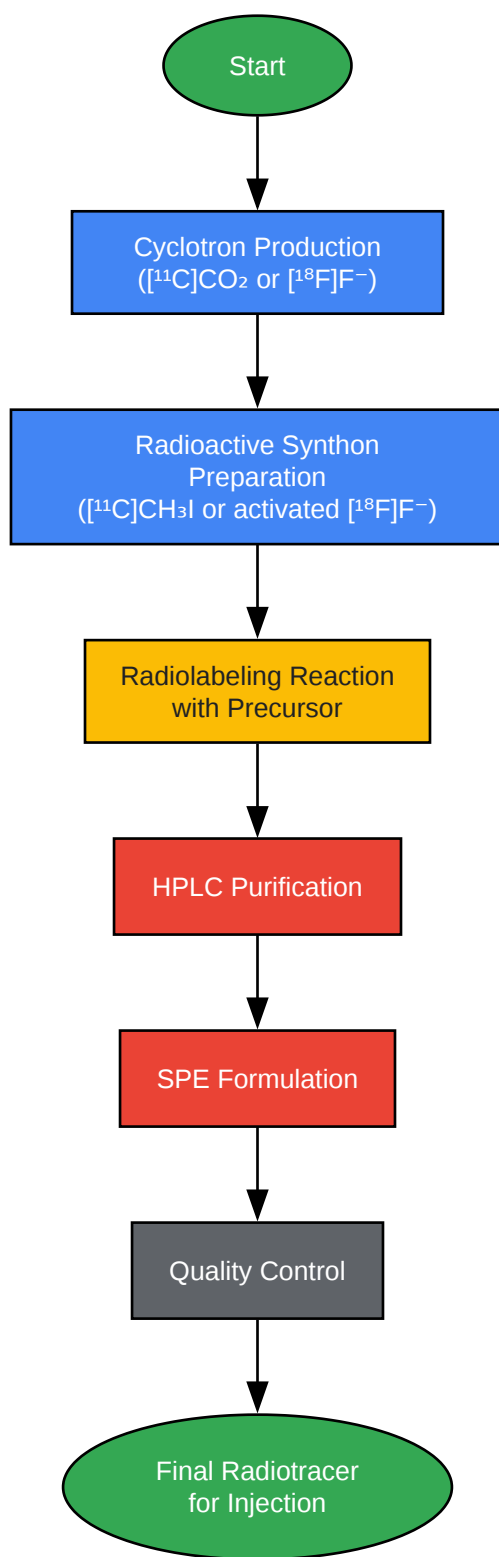 Start
Cyclotron Production
([¹¹C]CO₂ or [¹⁸F]F⁻)
Radioactive Synthon
Preparation
([¹¹C]CH₃I or activated [¹⁸F]F⁻)
Radiolabeling Reaction
with Precursor
HPLC Purification
SPE Formulation
Quality Control
Final Radiotracer
for Injection